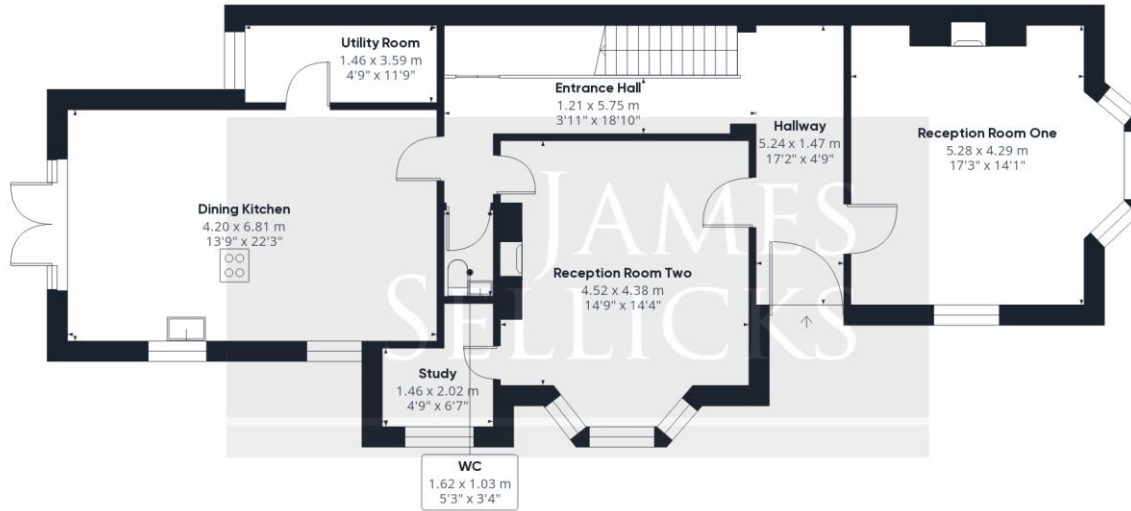 Utility Room
1.46 x 3.59 m
4'9" x 11'9"
Entrance Hall
1.21 x 5.75 m
3'11" x 18'10"
Hallway
5.24 x 1.47 m
17'2" x 4'9"
Reception Room One
5.28 x 4.29 m
17'3" x 14'1"
Dining Kitchen
4.20 x 6.81 m
13'9" x 22'3"
Reception Room Two
4.52 x 4.38 m
14'9" x 14'4"
JAMES
SELLICKS
Study
1.46 x 2.02 m
4'9" x 6'7"
WC
1.62 x 1.03 m
5'3" x 3'4"